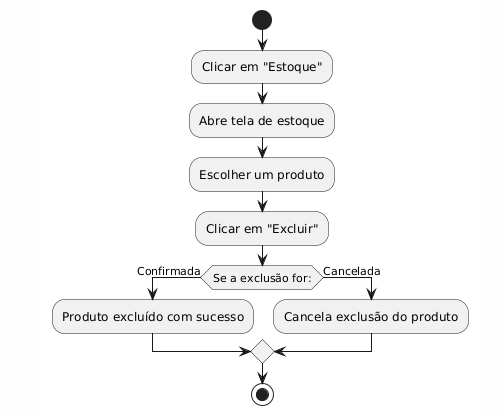 Clicar em "Estoque"
Abre tela de estoque
Escolher um produto
Clicar em "Excluir"
Confirmada
Se a exclusão for:
Cancelada
Produto excluído com sucesso
Cancela exclusão do produto